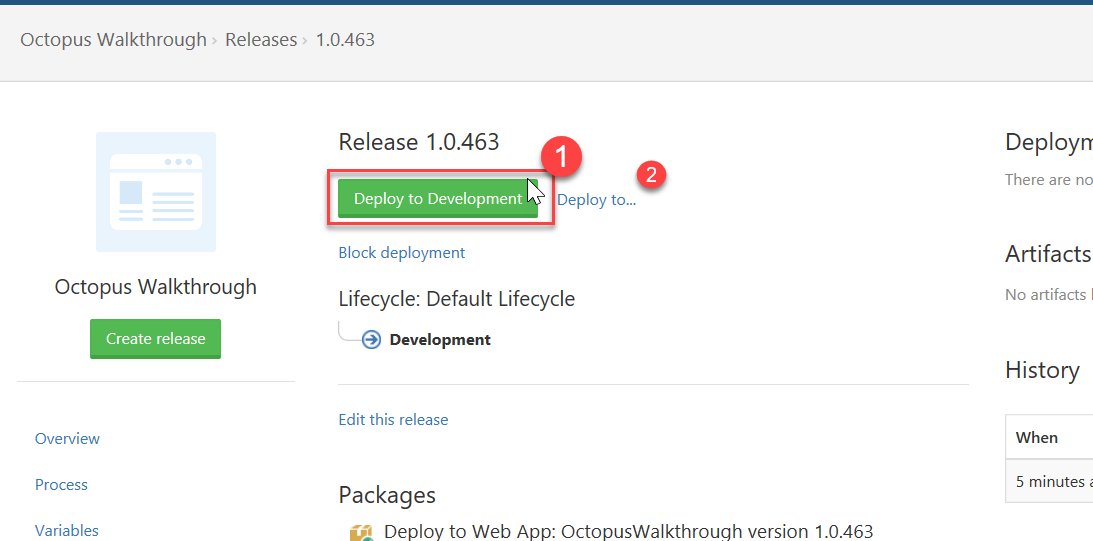 Octopus Walkthrough › Releases › 1.0.463
Octopus Walkthrough
Create release
Overview
Process
Variables
Release 1.0.463
1
Deploy to Development
Deploy to...
2
Block deployment
Lifecycle: Default Lifecycle
Development
Edit this release
Packages
Deploy to Web App: OctopusWalkthrough version 1.0.463
Deploym
There are no
Artifacts
No artifacts
History
When
5 minutes a